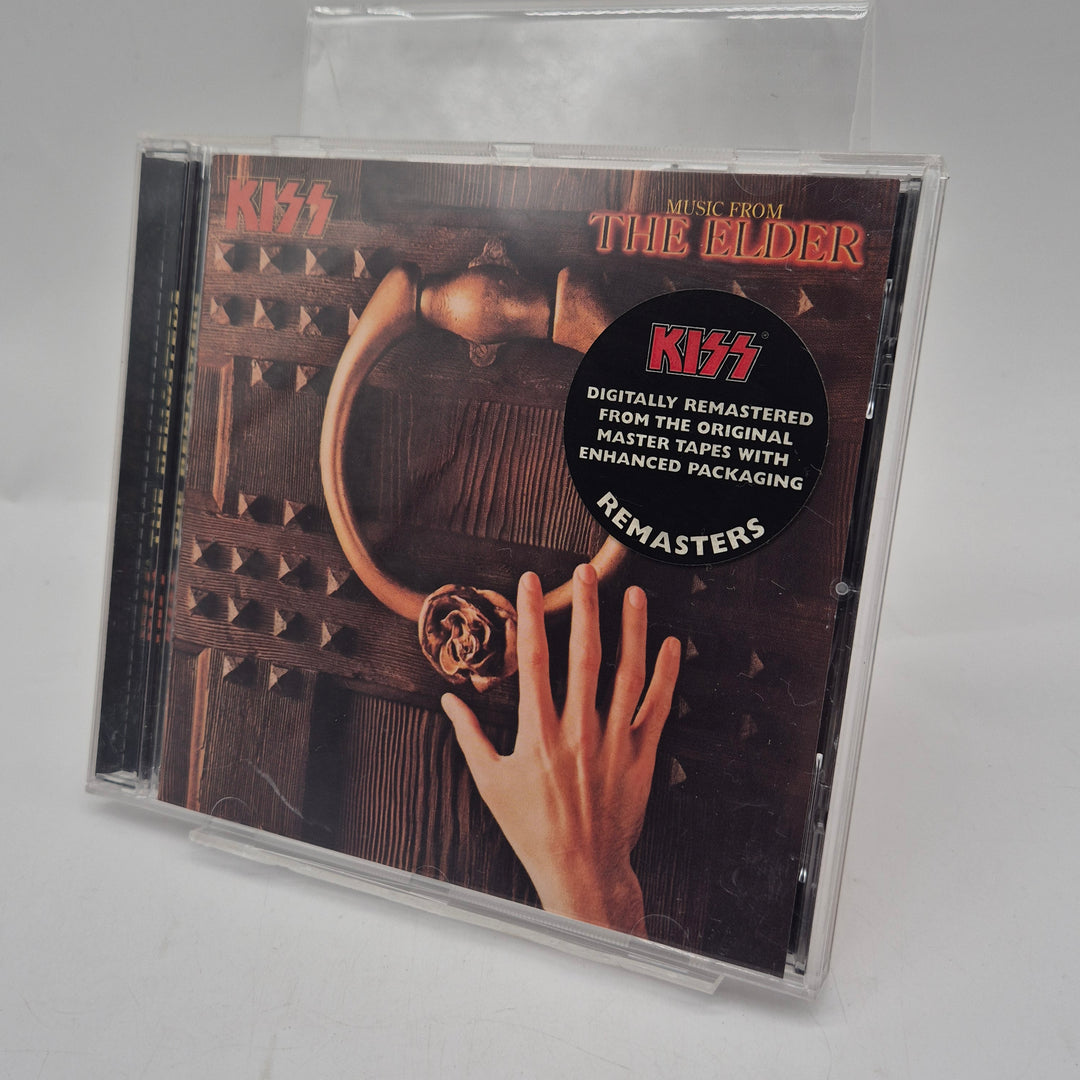 KISS
MUSIC FROM
THE ELDER
KISS®
DIGITALLY REMASTERED
FROM THE ORIGINAL
MASTER TAPES WITH
ENHANCED PACKAGING
REMASTERS